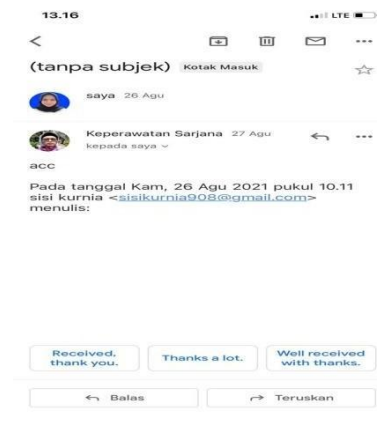 13.16
LTE
(tanpa subjek) Kotak Masuk
saya 26 Agu
Keperawatan Sarjana 27 Agu
kepada saya
acc
Pada tanggal Kam, 26 Agu 2021 pukul 10.11
sisi kurnia <sisikurnia908@gmail.com>
menulis:
Received, thank you.
Thanks a lot.
Well received with thanks.
Balas
Teruskan